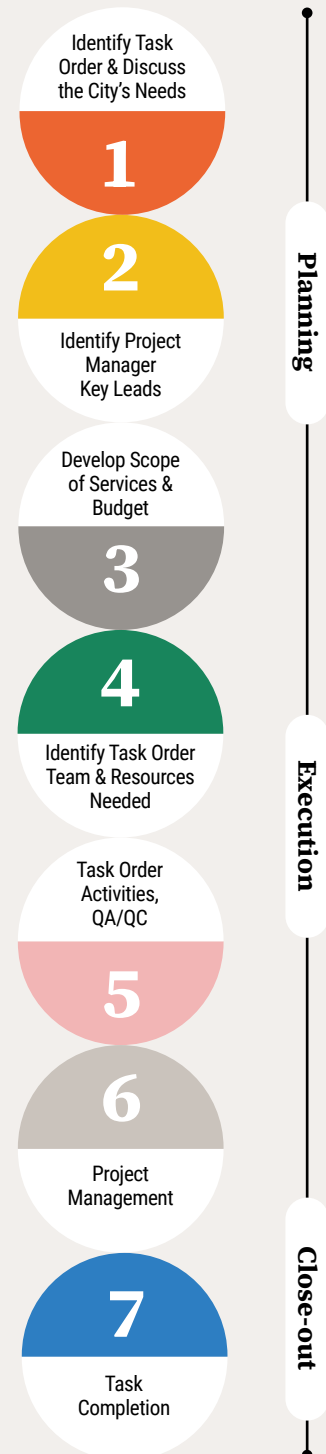 Identify Task
Order & Discuss
the City's Needs
1
2
Identify Project
Manager
Key Leads
Develop Scope
of Services &
Budget
3
4
Identify Task Order
Team & Resources
Needed
Task Order
Activities,
QA/QC
5
6
Project
Management
7
Task
Completion
Planning
Execution
Close-out